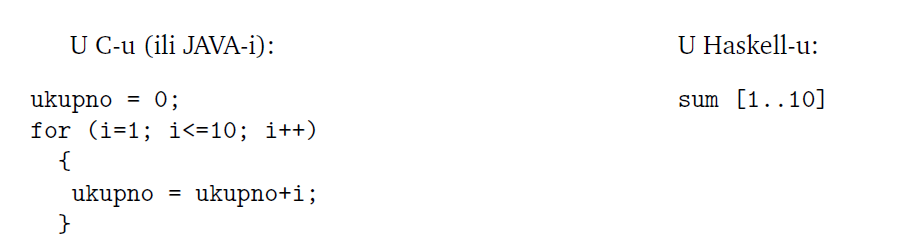 U C-u (ili JAVA-i):
ukupno = 0;
for (i=1; i<=10; i++)
{
ukupno = ukupno+i;
}
U Haskell-u:
sum [1..10]